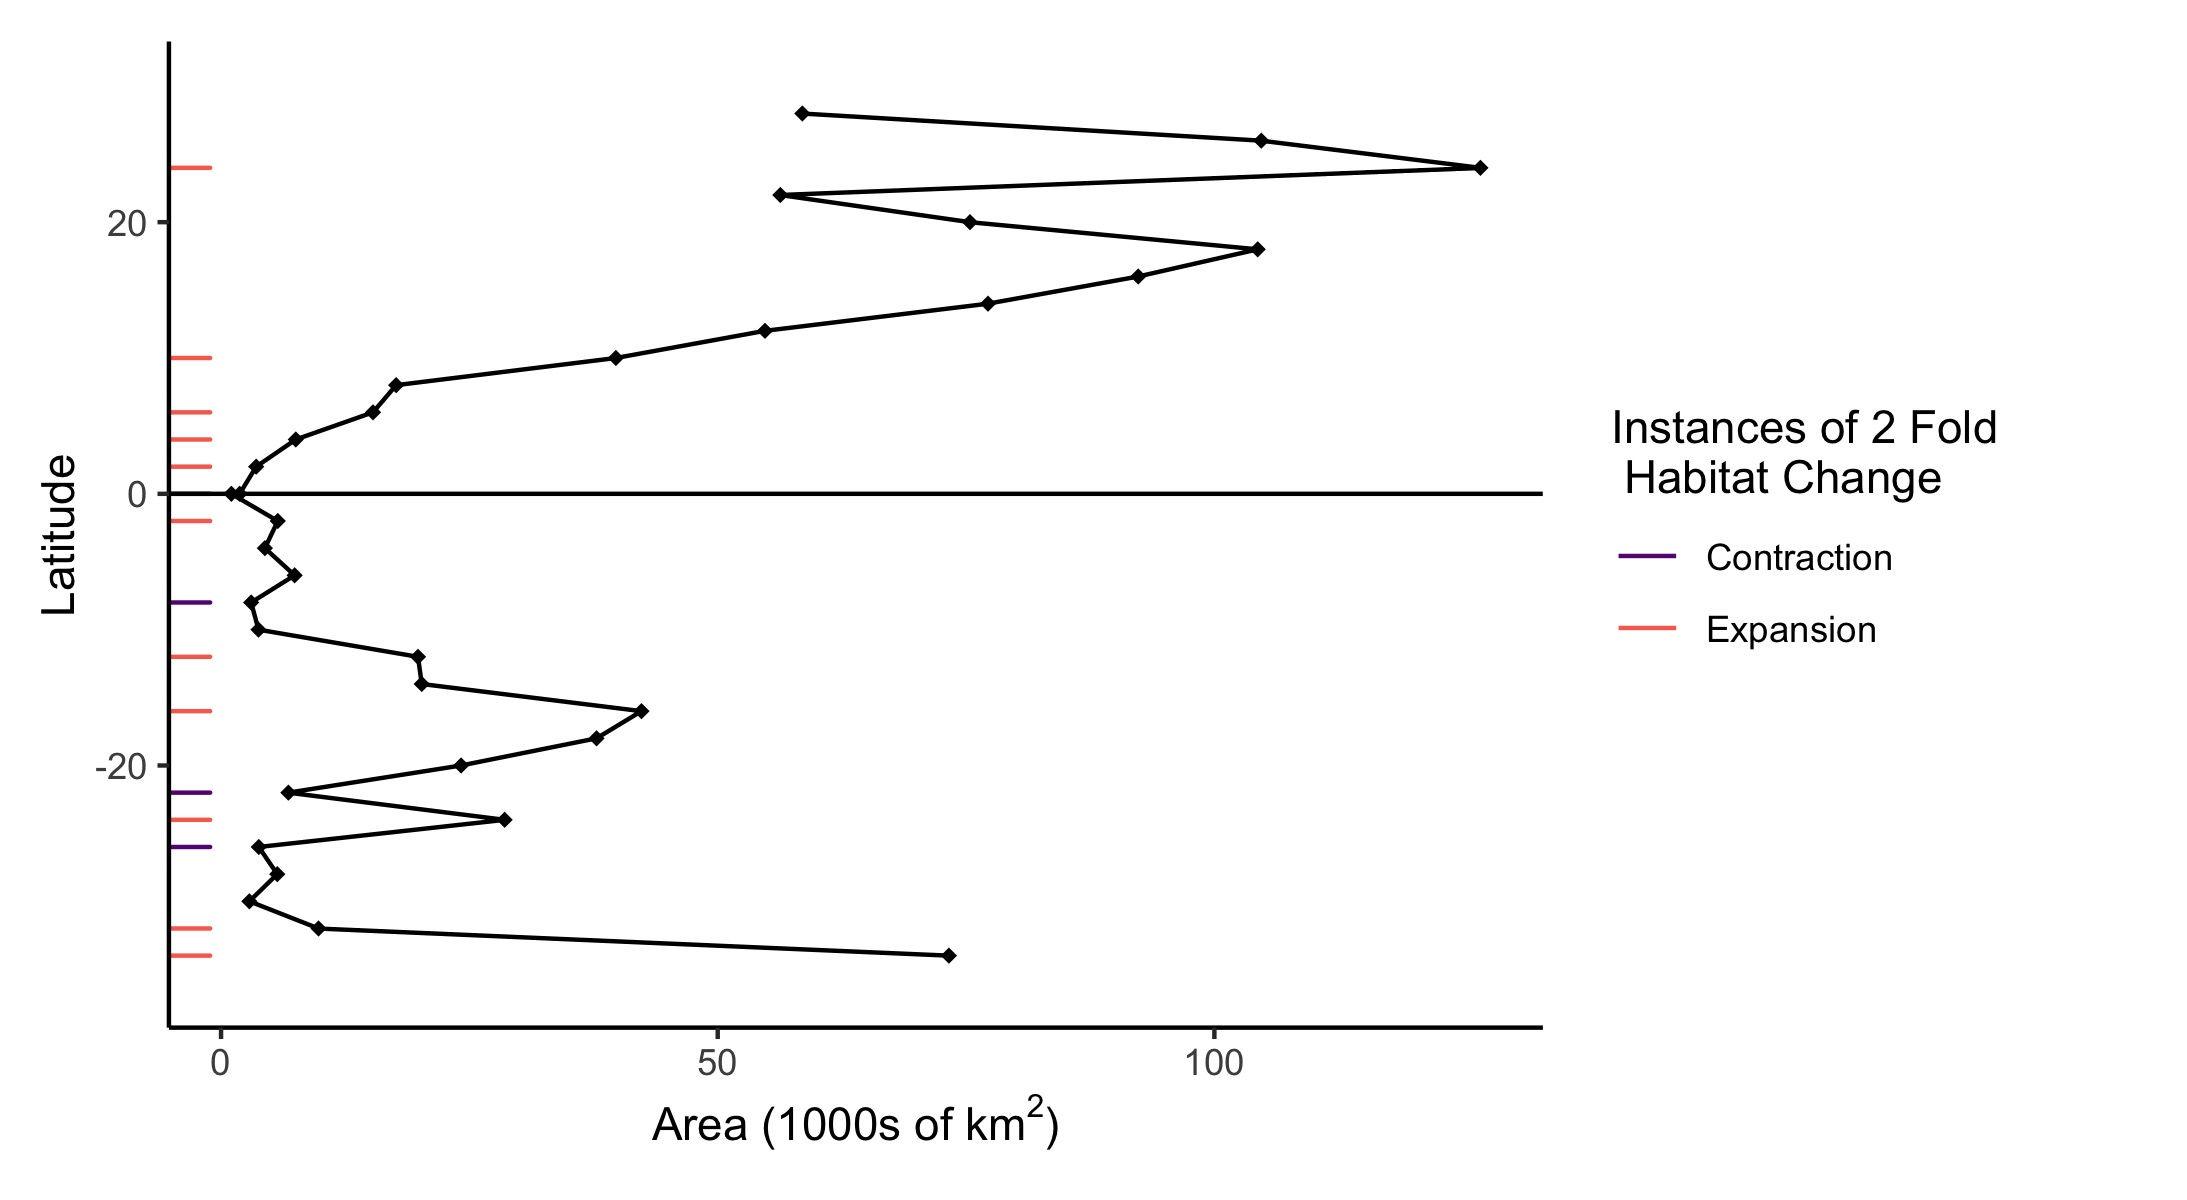 20
0
-20
Latitude
0
50
100
Area (1000s of km²)
Instances of 2 Fold
Habitat Change
Contraction
Expansion